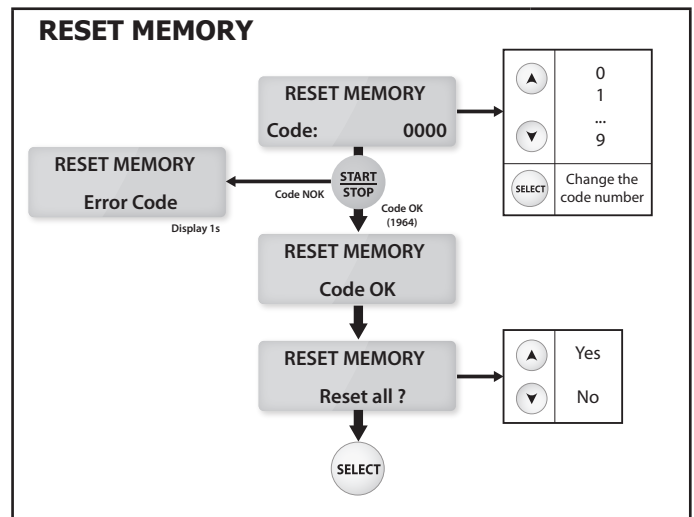 RESET MEMORY
RESET MEMORY
Code: 0000
0
1
...
9
SELECT
Change the
code number
START
STOP
Code NOK
Code OK
(1964)
RESET MEMORY
Error Code
Display 1s
RESET MEMORY
Code OK
RESET MEMORY
Reset all ?
Yes
No
SELECT